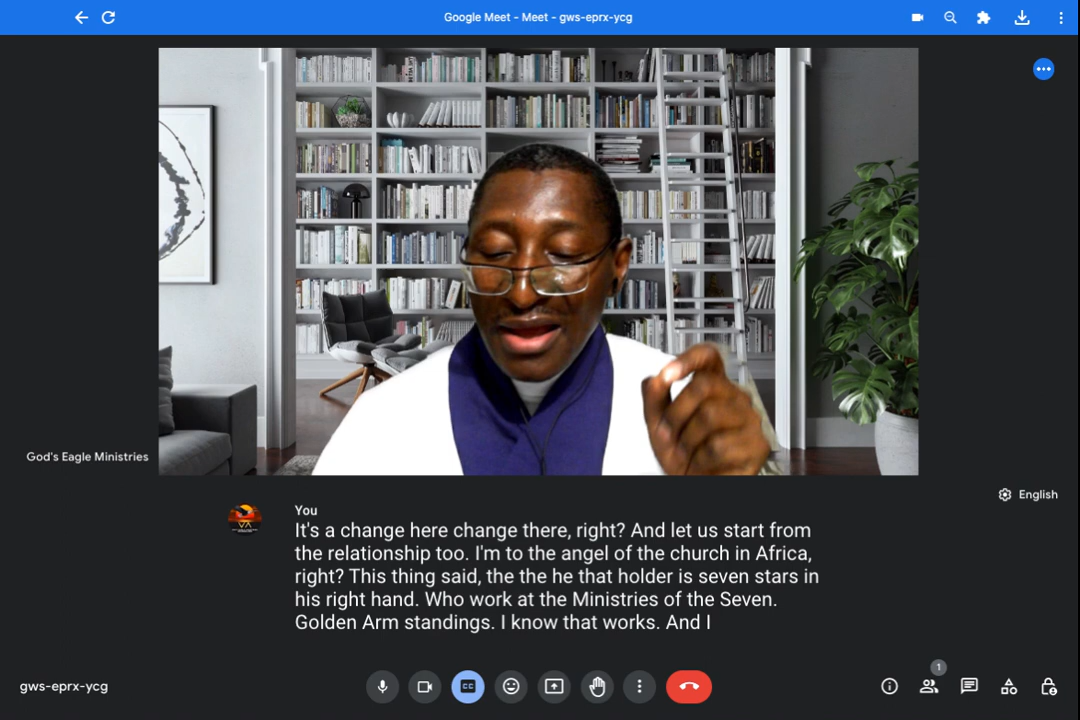 Google Meet - Meet - gws-eprx-ycg
God's Eagle Ministries
English
You
It's a change here change there, right? And let us start from
the relationship too. I'm to the angel of the church in Africa,
right? This thing said, the the he that holder is seven stars in
his right hand. Who work at the Ministries of the Seven.
Golden Arm standings. I know that works. And I
gws-eprx-ycg
CC
1